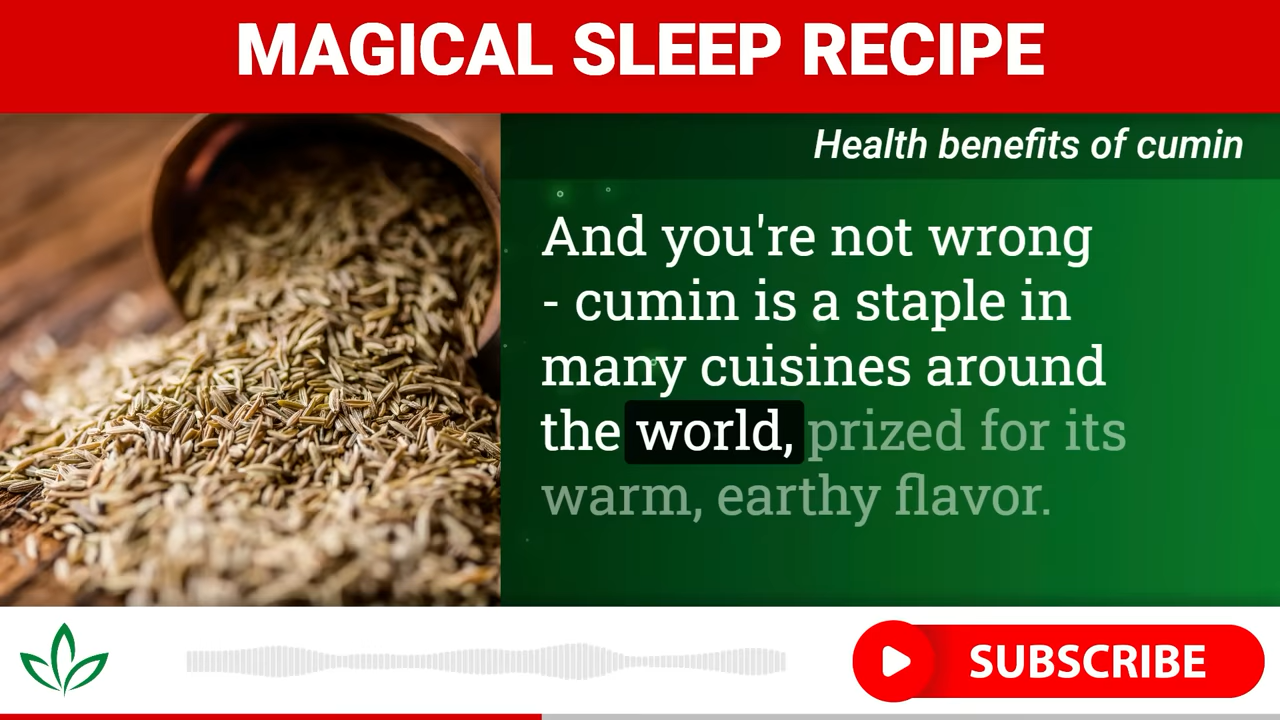 MAGICAL SLEEP RECIPE
Health benefits of cumin
And you're not wrong
- cumin is a staple in
many cuisines around
the world, prized for its
warm, earthy flavor.
SUBSCRIBE